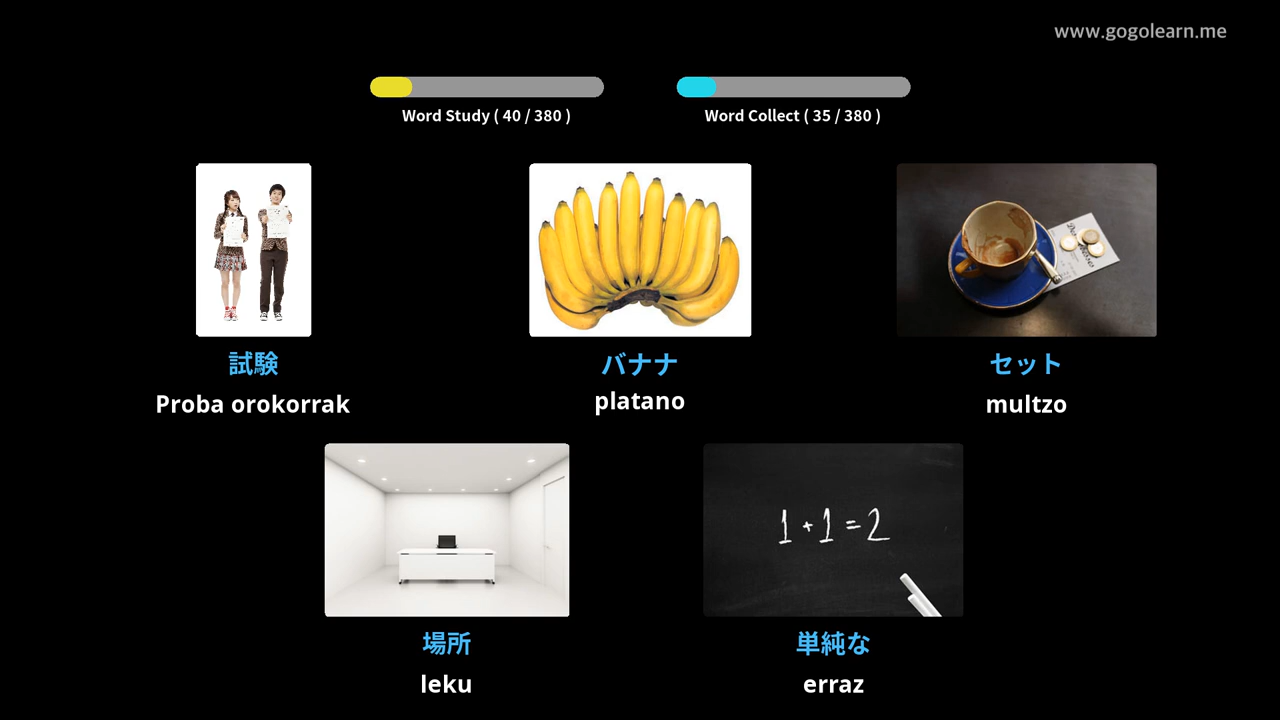 www.gogolearn.me
Word Study ( 40 / 380 )
Word Collect ( 35 / 380 )
試験
Proba orokorrak
バナナ
platano
セット
multzo
1 + 1 = 2
場所
leku
単純な
erraz